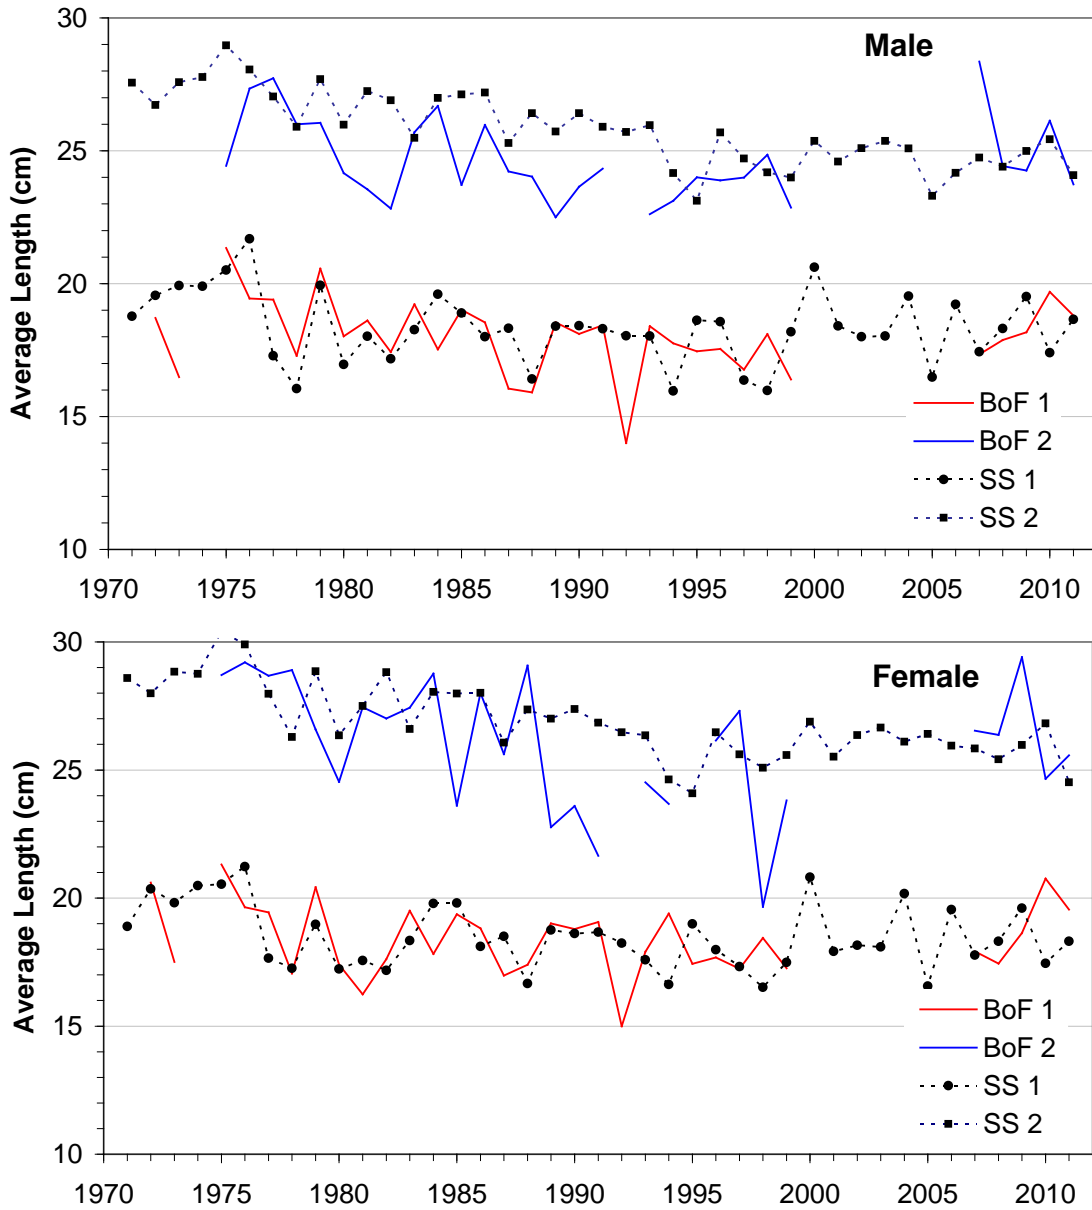 30
Male
25
20
15
10
Average Length (cm)
BoF 1
BoF 2
SS 1
SS 2
1970 1975 1980 1985 1990 1995 2000 2005 2010
30
Female
25
20
15
10
Average Length (cm)
BoF 1
BoF 2
SS 1
SS 2
1970 1975 1980 1985 1990 1995 2000 2005 2010